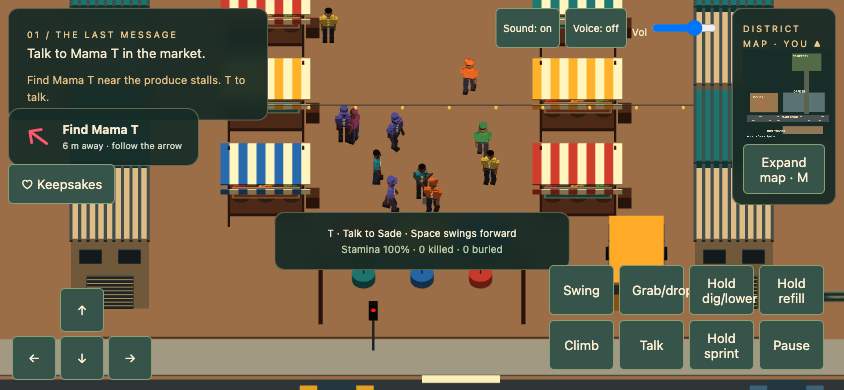 01 / THE LAST MESSAGE
Talk to Mama T in the market.
Find Mama T near the produce stalls. T to
talk.
Find Mama T
6 m away · follow the arrow
♡ Keepsakes
Sound: on
Voice: off
Vol
DISTRICT
MAP · YOU ▲
Expand
map · M
T · Talk to Sade · Space swings forward
Stamina 100% · 0 killed · 0 buried
Swing
Grab/drop
Hold
dig/lower
Hold
refill
Climb
Talk
Hold
sprint
Pause
↑
←
↓
→